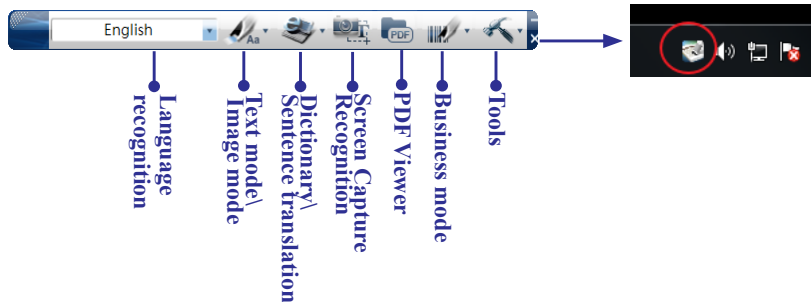 English
Aa
T
PDF
Language
recognition
Text mode\
Image mode
Dictionary\
Sentence translation
Screen Capture
Recognition
PDF Viewer
Business mode
Tools